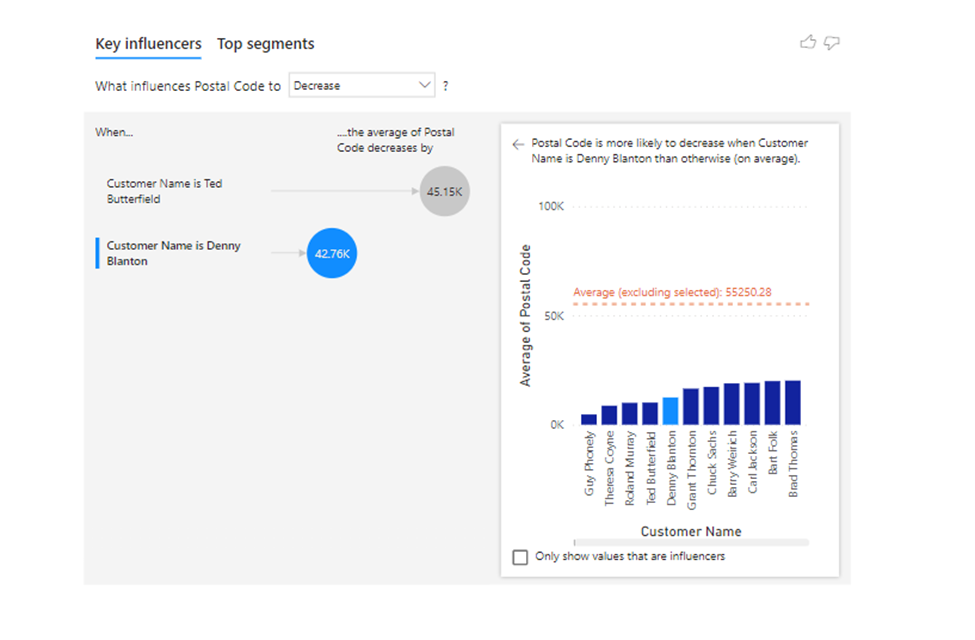 Key influencers Top segments
What influences Postal Code to Decrease ?
When...
....the average of Postal
Code decreases by
Customer Name is Ted
Butterfield
45.15K
Customer Name is Denny
Blanton
42.76K
Postal Code is more likely to decrease when Customer
Name is Denny Blanton than otherwise (on average).
100K
Average (excluding selected): 55250.28
50K
0K
Average of Postal Code
Guy Phonely
Theresa Coyne
Roland Murray
Ted Butterfield
Denny Blanton
Grant Thornton
Chuck Sachs
Barry Weirich
Carl Jackson
Bart Folk
Brad Thomas
Customer Name
Only show values that are influencers